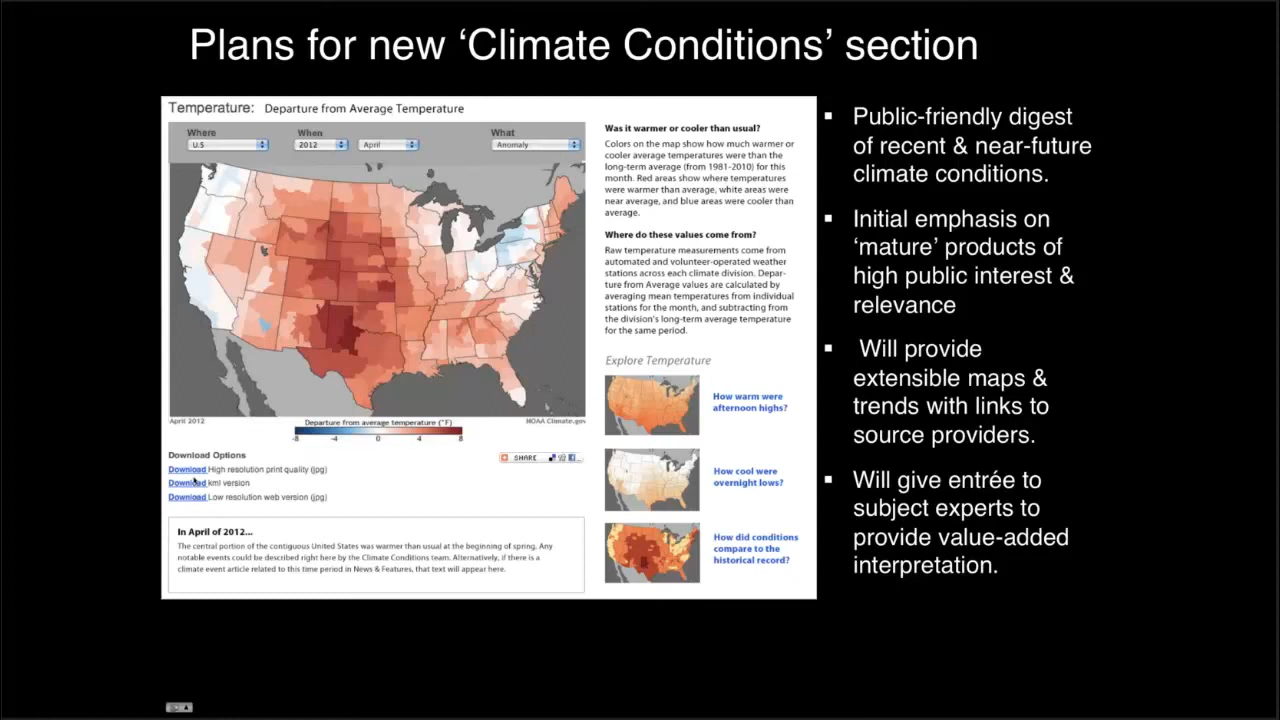 Plans for new ‘Climate Conditions’ section
Temperature: Departure from Average Temperature
Where
When
What
U.S
2012
April
Anomaly
April 2012
Departure from average temperature (°F)
NOAA Climate.gov
-8
-4
0
4
8
Download Options
SHARE
Download High resolution print quality (jpg)
Download kml version
Download Low resolution web version (jpg)
In April of 2012...
The central portion of the contiguous United States was warmer than usual at the beginning of spring. Any
notable events could be described right here by the Climate Conditions team. Alternatively, if there is a
climate event article related to this time period in News & Features, that text will appear here.
Was it warmer or cooler than usual?
Colors on the map show how much warmer or
cooler average temperatures were than the
long-term average (from 1981-2010) for this
month. Red areas show where temperatures
were warmer than average, white areas were
near average, and blue areas were cooler than
average.
Where do these values come from?
Raw temperature measurements come from
automated and volunteer-operated weather
stations across each climate division. Depar-
ture from Average values are calculated by
averaging mean temperatures from individual
stations for the month, and subtracting from
the division's long-term average temperature
for the same period.
Explore Temperature
How warm were
afternoon highs?
How cool were
overnight lows?
How did conditions
compare to the
historical record?
Public-friendly digest
of recent & near-future
climate conditions.
Initial emphasis on
‘mature’ products of
high public interest &
relevance
Will provide
extensible maps &
trends with links to
source providers.
Will give entrée to
subject experts to
provide value-added
interpretation.